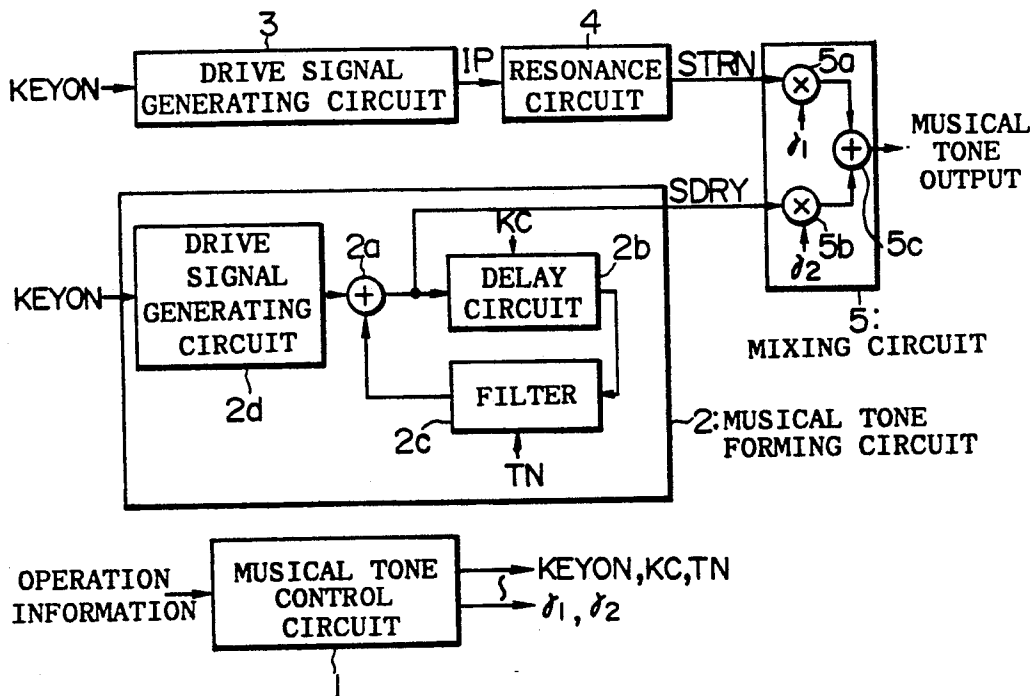 3
4
KEYON
DRIVE SIGNAL
GENERATING CIRCUIT
IP
RESONANCE
CIRCUIT
STRN
5a
γ1
MUSICAL
TONE
OUTPUT
SDRY
5b
5c
γ2
5:
MIXING CIRCUIT
KEYON
DRIVE
SIGNAL
GENERATING
CIRCUIT
2d
2a
KC
2b
DELAY
CIRCUIT
FILTER
2c
TN
2:MUSICAL TONE
FORMING CIRCUIT
OPERATION
INFORMATION
MUSICAL TONE
CONTROL
CIRCUIT
KEYON,KC,TN
γ1, γ2
1